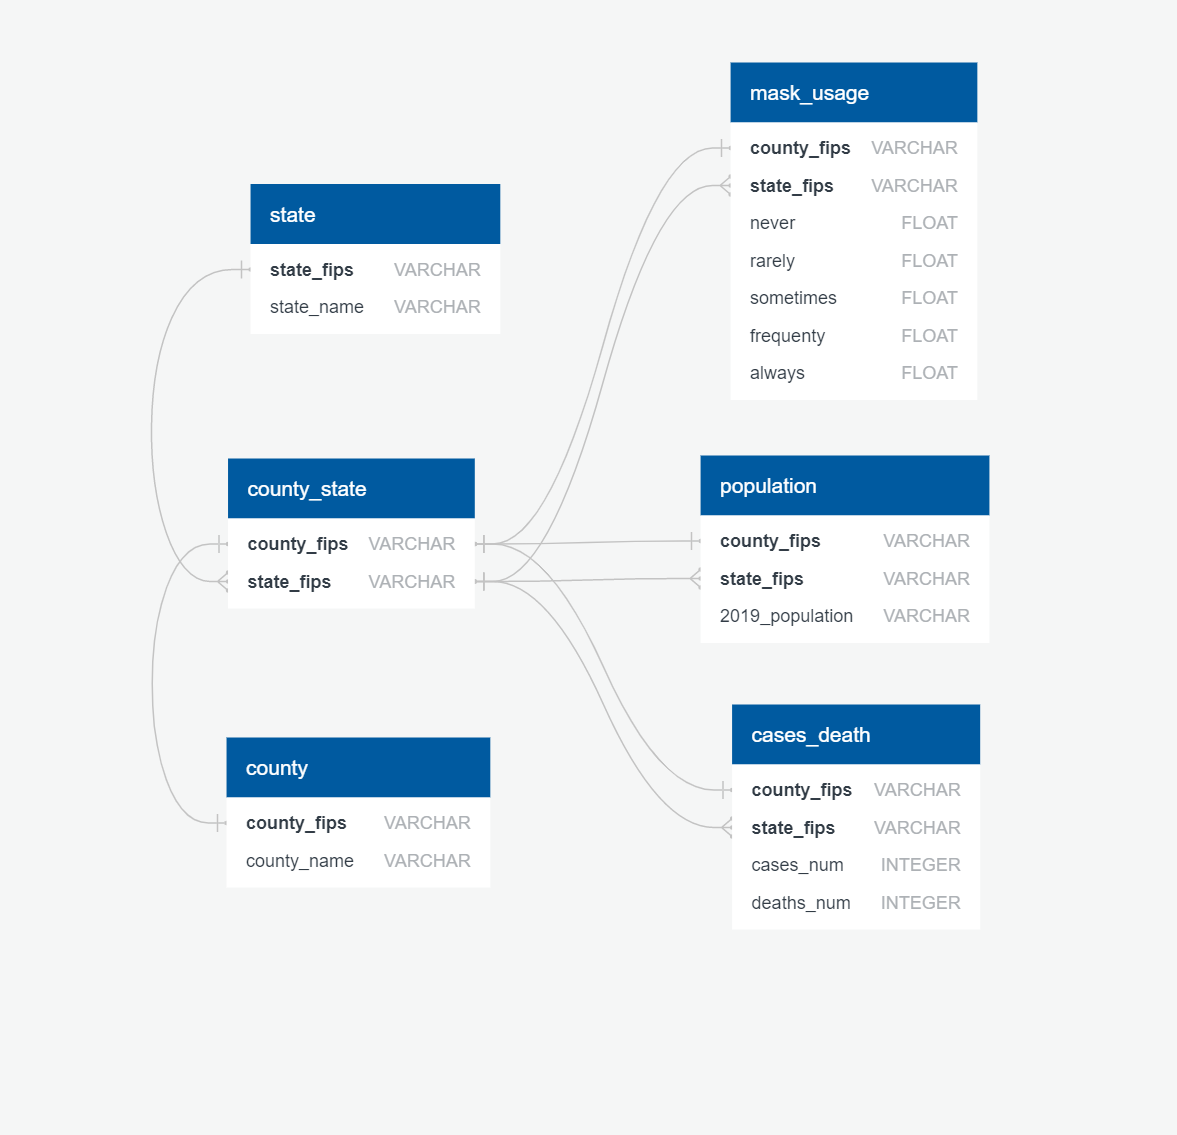 state
state_fips VARCHAR
state_name VARCHAR
county_state
county_fips VARCHAR
state_fips VARCHAR
county
county_fips VARCHAR
county_name VARCHAR
mask_usage
county_fips VARCHAR
state_fips VARCHAR
never FLOAT
rarely FLOAT
sometimes FLOAT
frequenty FLOAT
always FLOAT
population
county_fips VARCHAR
state_fips VARCHAR
2019_population VARCHAR
cases_death
county_fips VARCHAR
state_fips VARCHAR
cases_num INTEGER
deaths_num INTEGER